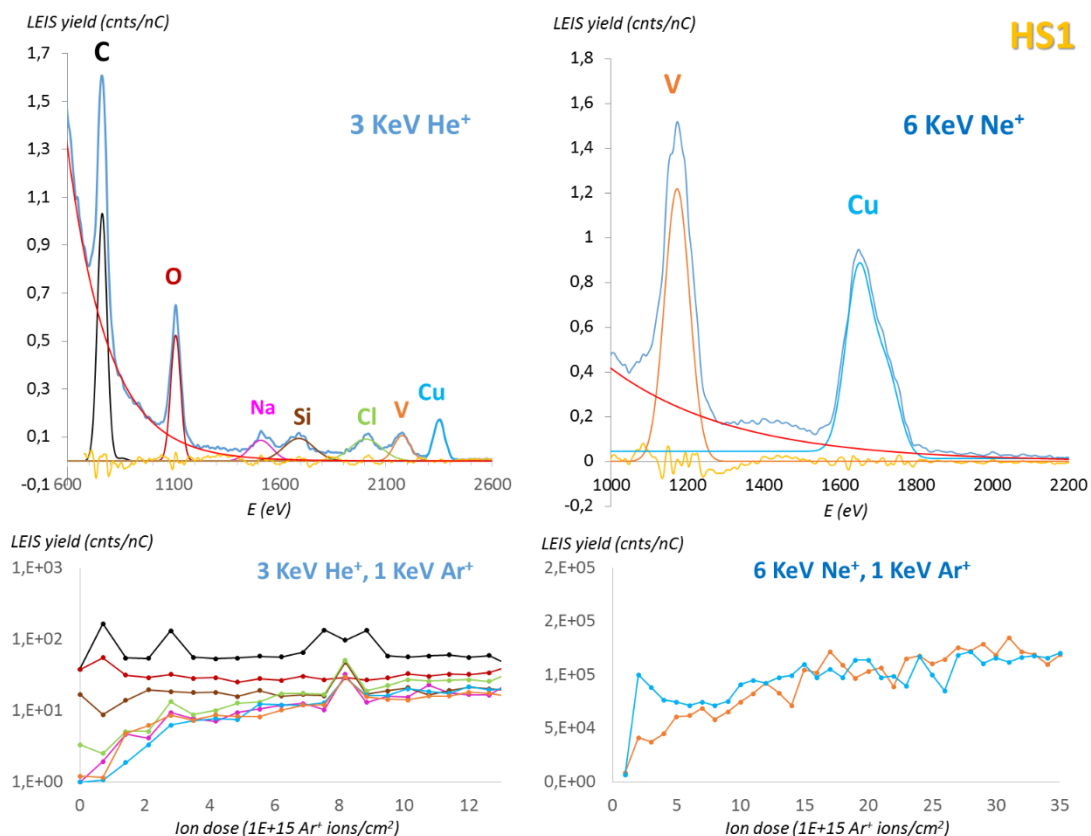 LEIS yield (cnts/nC)
1,7
1,5
1,3
1,1
0,9
0,7
0,5
0,3
0,1
-0,1
C
O
Na
Si
Cl
V
Cu
3 KeV He⁺
600
1100
1600
2100
2600
E (eV)
LEIS yield (cnts/nC)
HS1
1,8
1,6
1,4
1,2
1
0,8
0,6
0,4
0,2
0
-0,2
V
Cu
6 KeV Ne⁺
1000
1200
1400
1600
1800
2000
2200
E (eV)
LEIS yield (cnts/nC)
3 KeV He⁺, 1 KeV Ar⁺
1,E+03
1,E+02
1,E+01
1,E+00
0
2
4
6
8
10
12
Ion dose (1E+15 Ar⁺ ions/cm²)
LEIS yield (cnts/nC)
6 KeV Ne⁺, 1 KeV Ar⁺
2,E+05
2,E+05
1,E+05
5,E+04
0,E+00
0
5
10
15
20
25
30
35
Ion dose (1E+15 Ar⁺ ions/cm²)